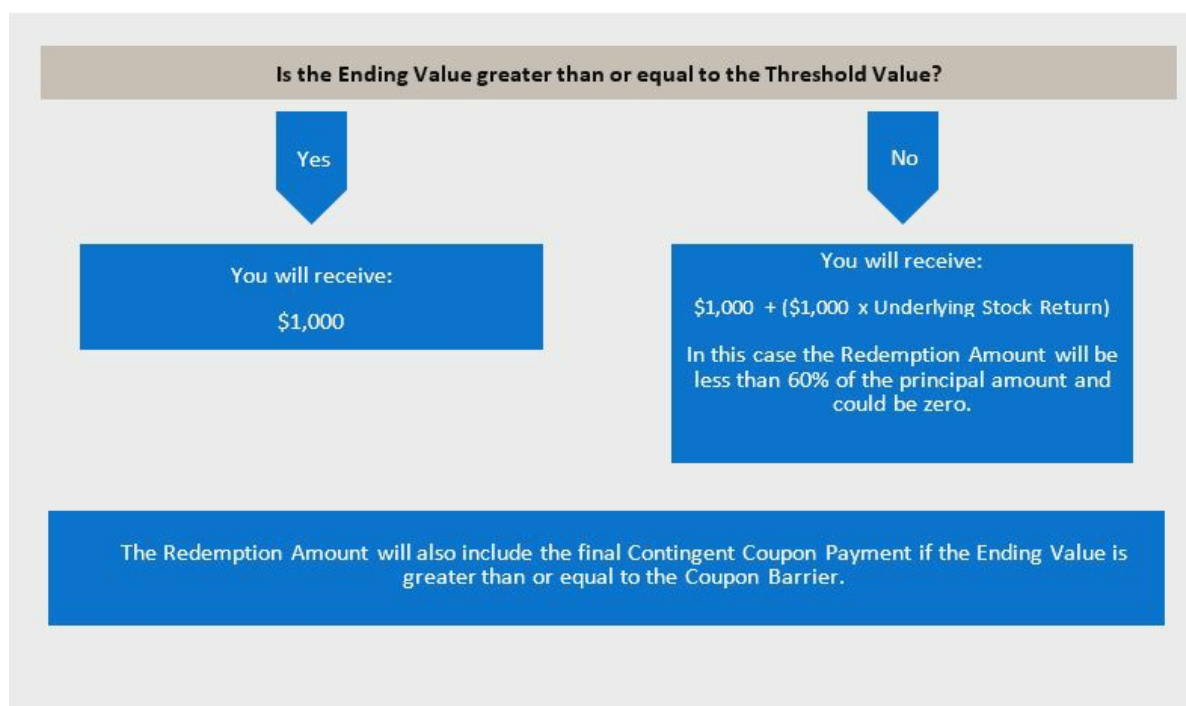 Is the Ending Value greater than or equal to the Threshold Value?
Yes
No
You will receive:
$1,000
You will receive:
$1,000 + ($1,000 x Underlying Stock Return)
In this case the Redemption Amount will be
less than 60% of the principal amount and
could be zero.
The Redemption Amount will also include the final Contingent Coupon Payment if the Ending Value is
greater than or equal to the Coupon Barrier.